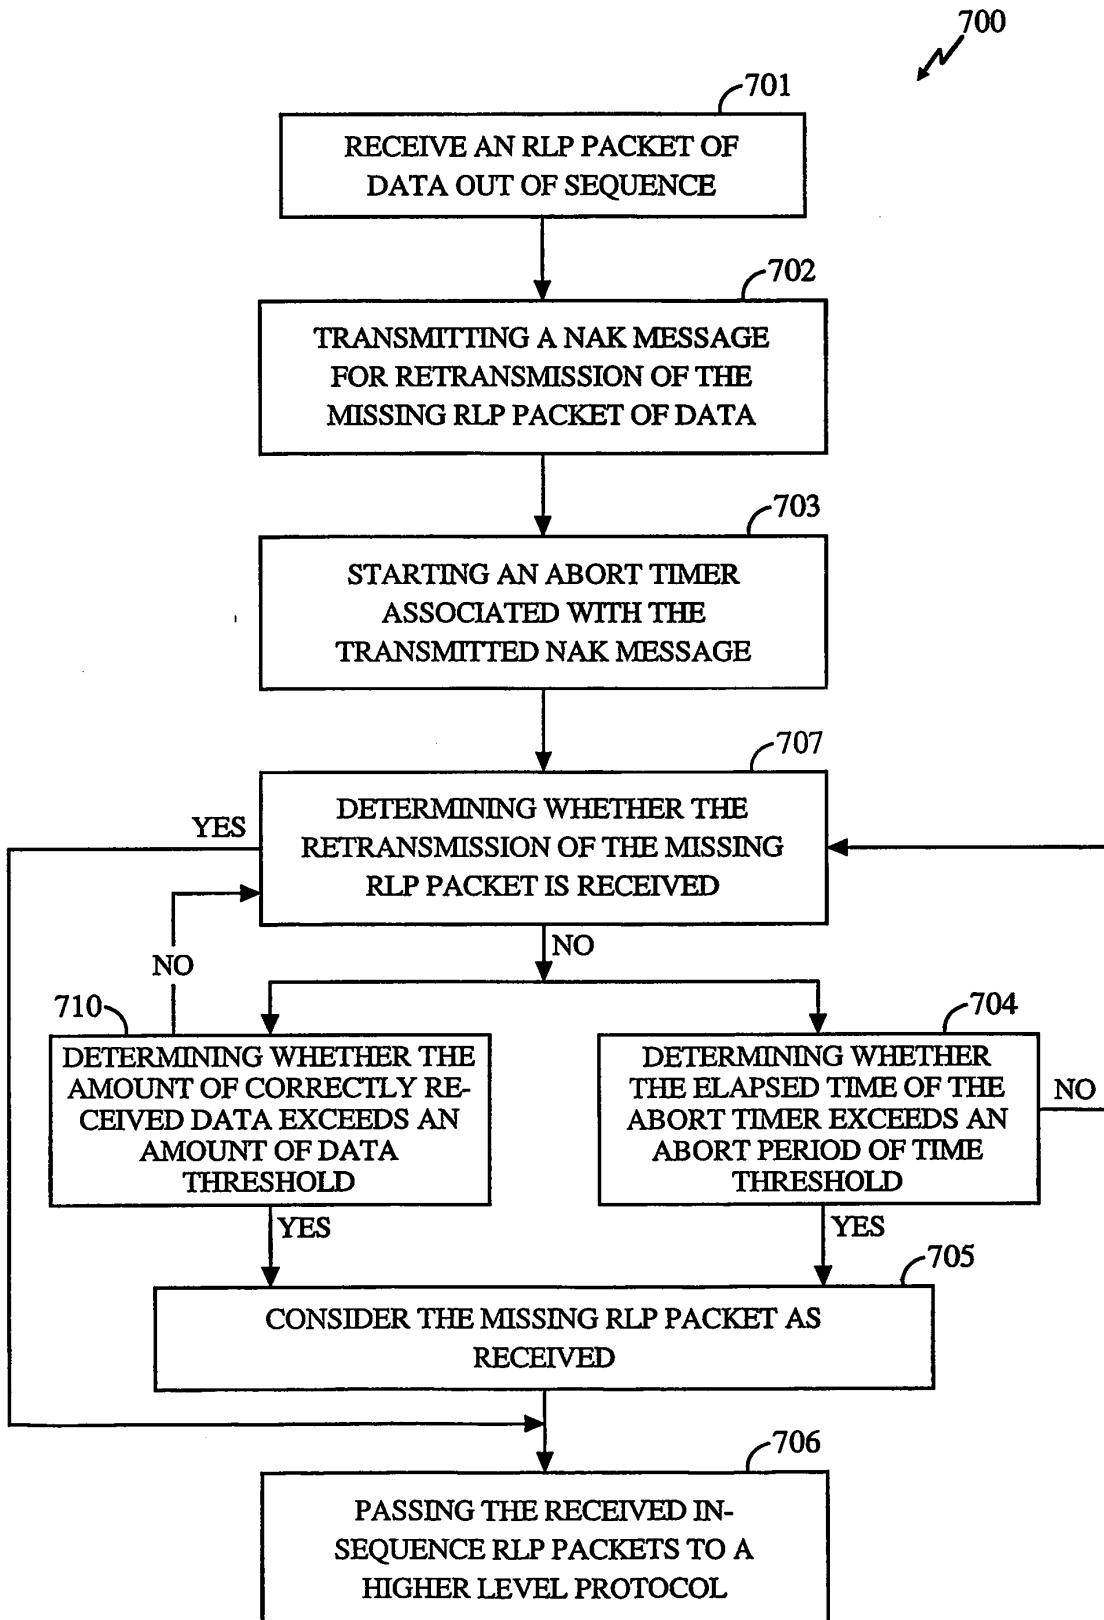 700
701
RECEIVE AN RLP PACKET OF
DATA OUT OF SEQUENCE
702
TRANSMITTING A NAK MESSAGE
FOR RETRANSMISSION OF THE
MISSING RLP PACKET OF DATA
703
STARTING AN ABORT TIMER
ASSOCIATED WITH THE
TRANSMITTED NAK MESSAGE
707
DETERMINING WHETHER THE
RETRANSMISSION OF THE MISSING
RLP PACKET IS RECEIVED
YES
NO
NO
710
DETERMINING WHETHER THE
AMOUNT OF CORRECTLY RE-
CEIVED DATA EXCEEDS AN
AMOUNT OF DATA
THRESHOLD
704
DETERMINING WHETHER
THE ELAPSED TIME OF THE
ABORT TIMER EXCEEDS AN
ABORT PERIOD OF TIME
THRESHOLD
NO
YES
YES
705
CONSIDER THE MISSING RLP PACKET AS
RECEIVED
706
PASSING THE RECEIVED IN-
SEQUENCE RLP PACKETS TO A
HIGHER LEVEL PROTOCOL